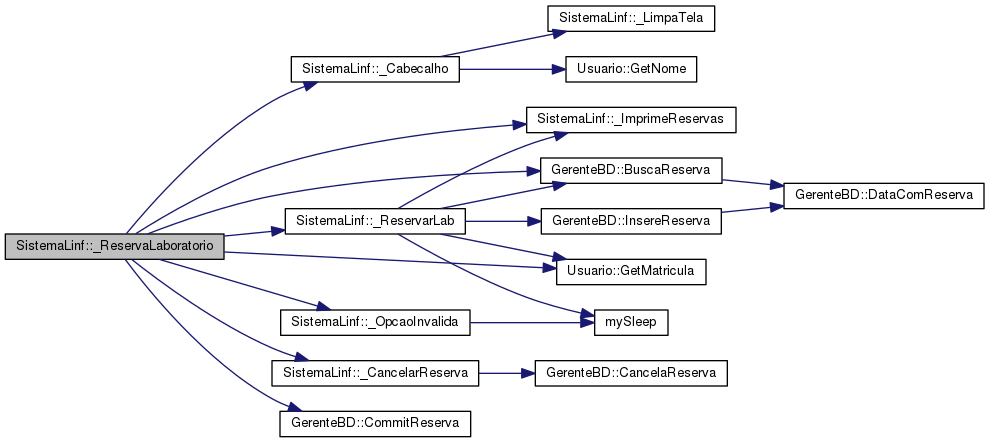 SistemaLinf::_LimpaTela
SistemaLinf::_Cabecalho
Usuario::GetNome
SistemaLinf::_ImprimeReservas
GerenteBD::BuscaReserva
GerenteBD::DataComReserva
SistemaLinf::_ReservarLab
GerenteBD::InsereReserva
SistemaLinf::_ReservaLaboratorio
Usuario::GetMatricula
SistemaLinf::_OpcaoInvalida
mySleep
SistemaLinf::_CancelarReserva
GerenteBD::CancelaReserva
GerenteBD::CommitReserva